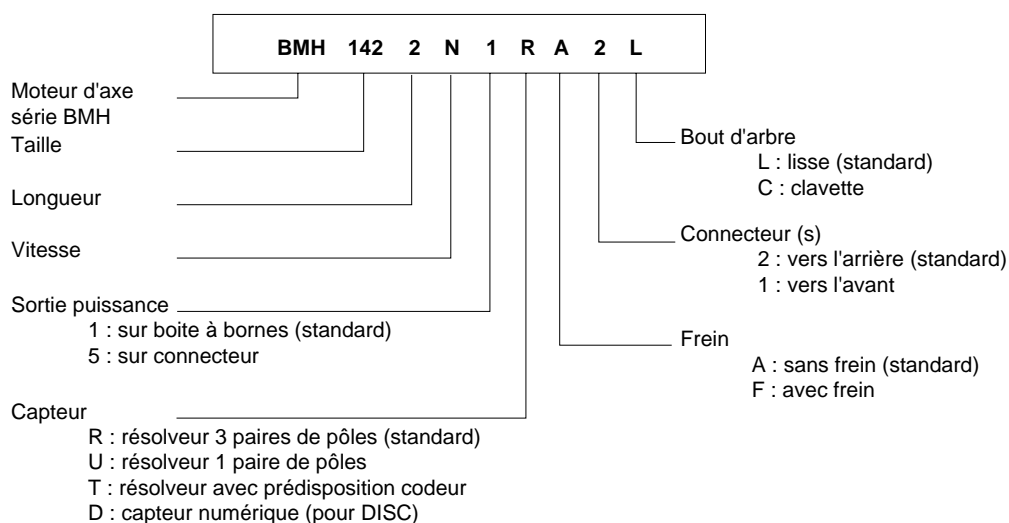 BMH 142 2 N 1 R A 2 L
Moteur d'axe
série BMH
Taille
Longueur
Vitesse
Sortie puissance
1 : sur boite à bornes (standard)
5 : sur connecteur
Capteur
R : résolveur 3 paires de pôles (standard)
U : résolveur 1 paire de pôles
T : résolveur avec prédisposition codeur
D : capteur numérique (pour DISC)
Bout d'arbre
L : lisse (standard)
C : clavette
Connecteur (s)
2 : vers l'arrière (standard)
1 : vers l'avant
Frein
A : sans frein (standard)
F : avec frein